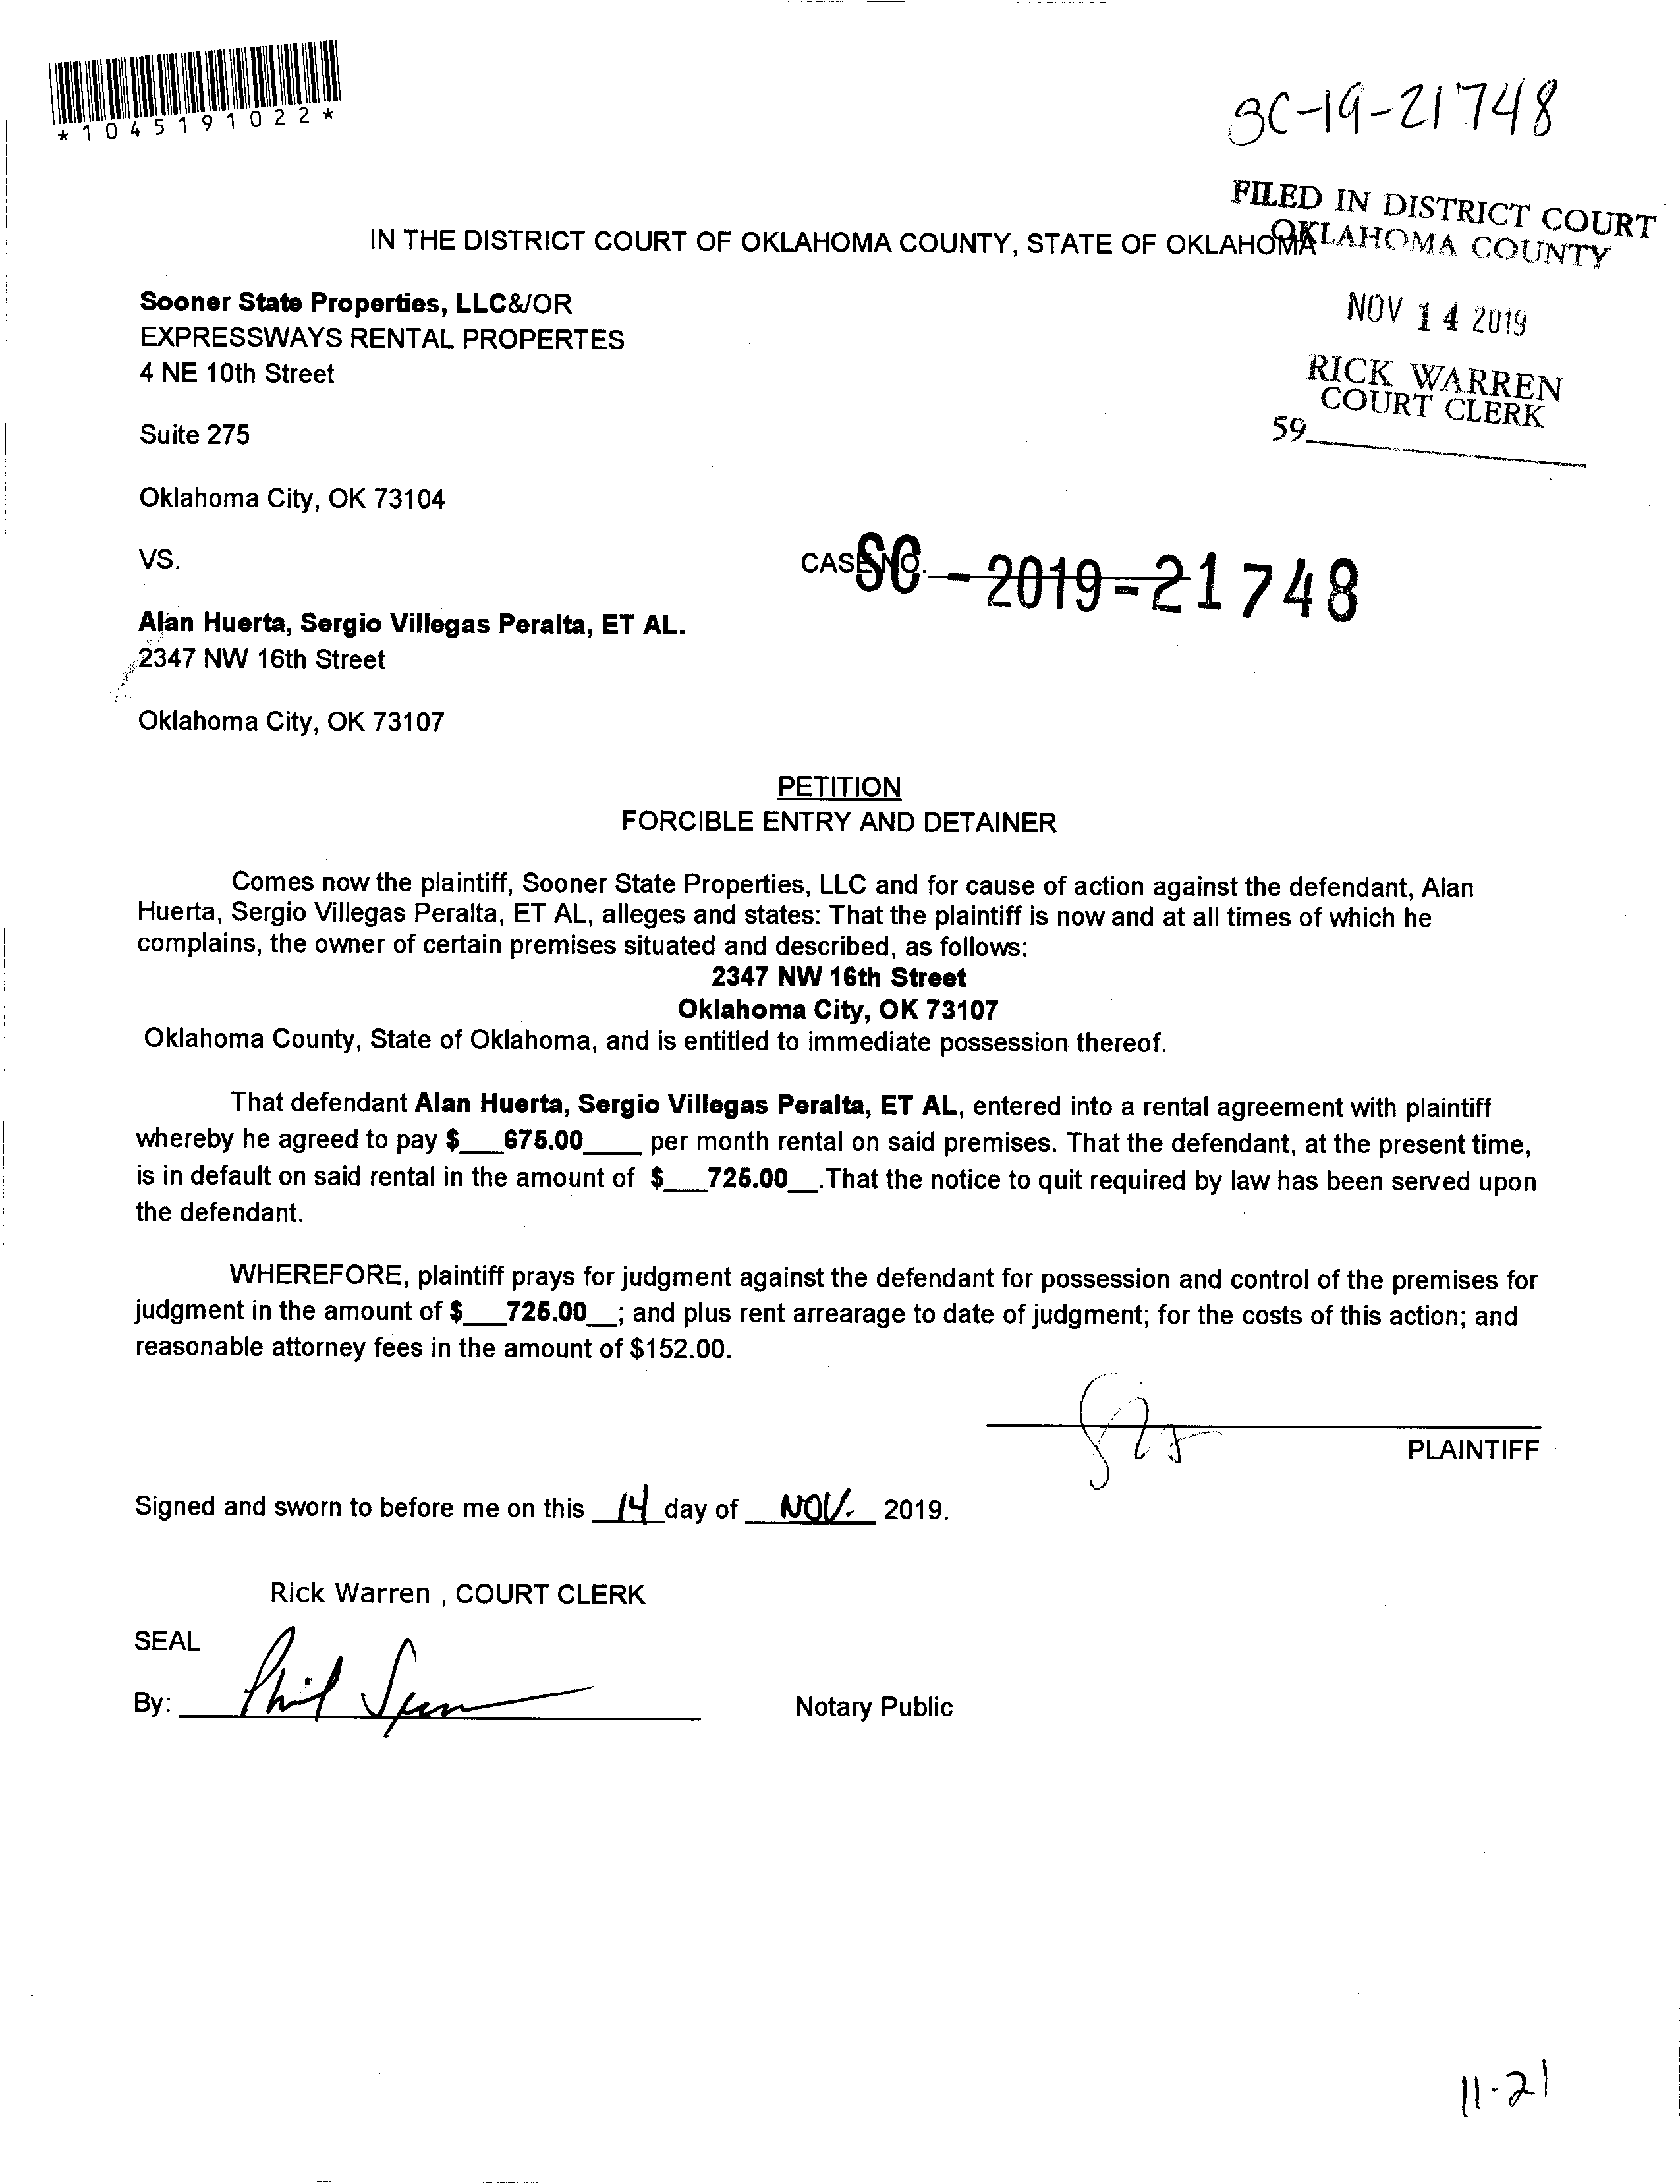 *1045191022*
SC-19-21748
FILED IN DISTRICT COURT
OKLAHOMA COUNTY
IN THE DISTRICT COURT OF OKLAHOMA COUNTY, STATE OF OKLAHOMA
NOV 14 2019
RICK WARREN
COURT CLERK
59
Sooner State Properties, LLC&/OR
EXPRESSWAYS RENTAL PROPERTES
4 NE 10th Street
Suite 275
Oklahoma City, OK 73104
VS.
CASE NO. SC - 2019 - 21748
Alan Huerta, Sergio Villegas Peralta, ET AL.
2347 NW 16th Street
Oklahoma City, OK 73107
PETITION
FORCIBLE ENTRY AND DETAINER
Comes now the plaintiff, Sooner State Properties, LLC and for cause of action against the defendant, Alan
Huerta, Sergio Villegas Peralta, ET AL, alleges and states: That the plaintiff is now and at all times of which he
complains, the owner of certain premises situated and described, as follows:
2347 NW 16th Street
Oklahoma City, OK 73107
Oklahoma County, State of Oklahoma, and is entitled to immediate possession thereof.
That defendant Alan Huerta, Sergio Villegas Peralta, ET AL, entered into a rental agreement with plaintiff
whereby he agreed to pay $___675.00____ per month rental on said premises. That the defendant, at the present time,
is in default on said rental in the amount of $___725.00__.That the notice to quit required by law has been served upon
the defendant.
WHEREFORE, plaintiff prays for judgment against the defendant for possession and control of the premises for
judgment in the amount of $___725.00__; and plus rent arrearage to date of judgment; for the costs of this action; and
reasonable attorney fees in the amount of $152.00.
PLAINTIFF
Signed and sworn to before me on this 14 day of NOV. 2019.
Rick Warren , COURT CLERK
SEAL
By: Phil
Notary Public
11-21